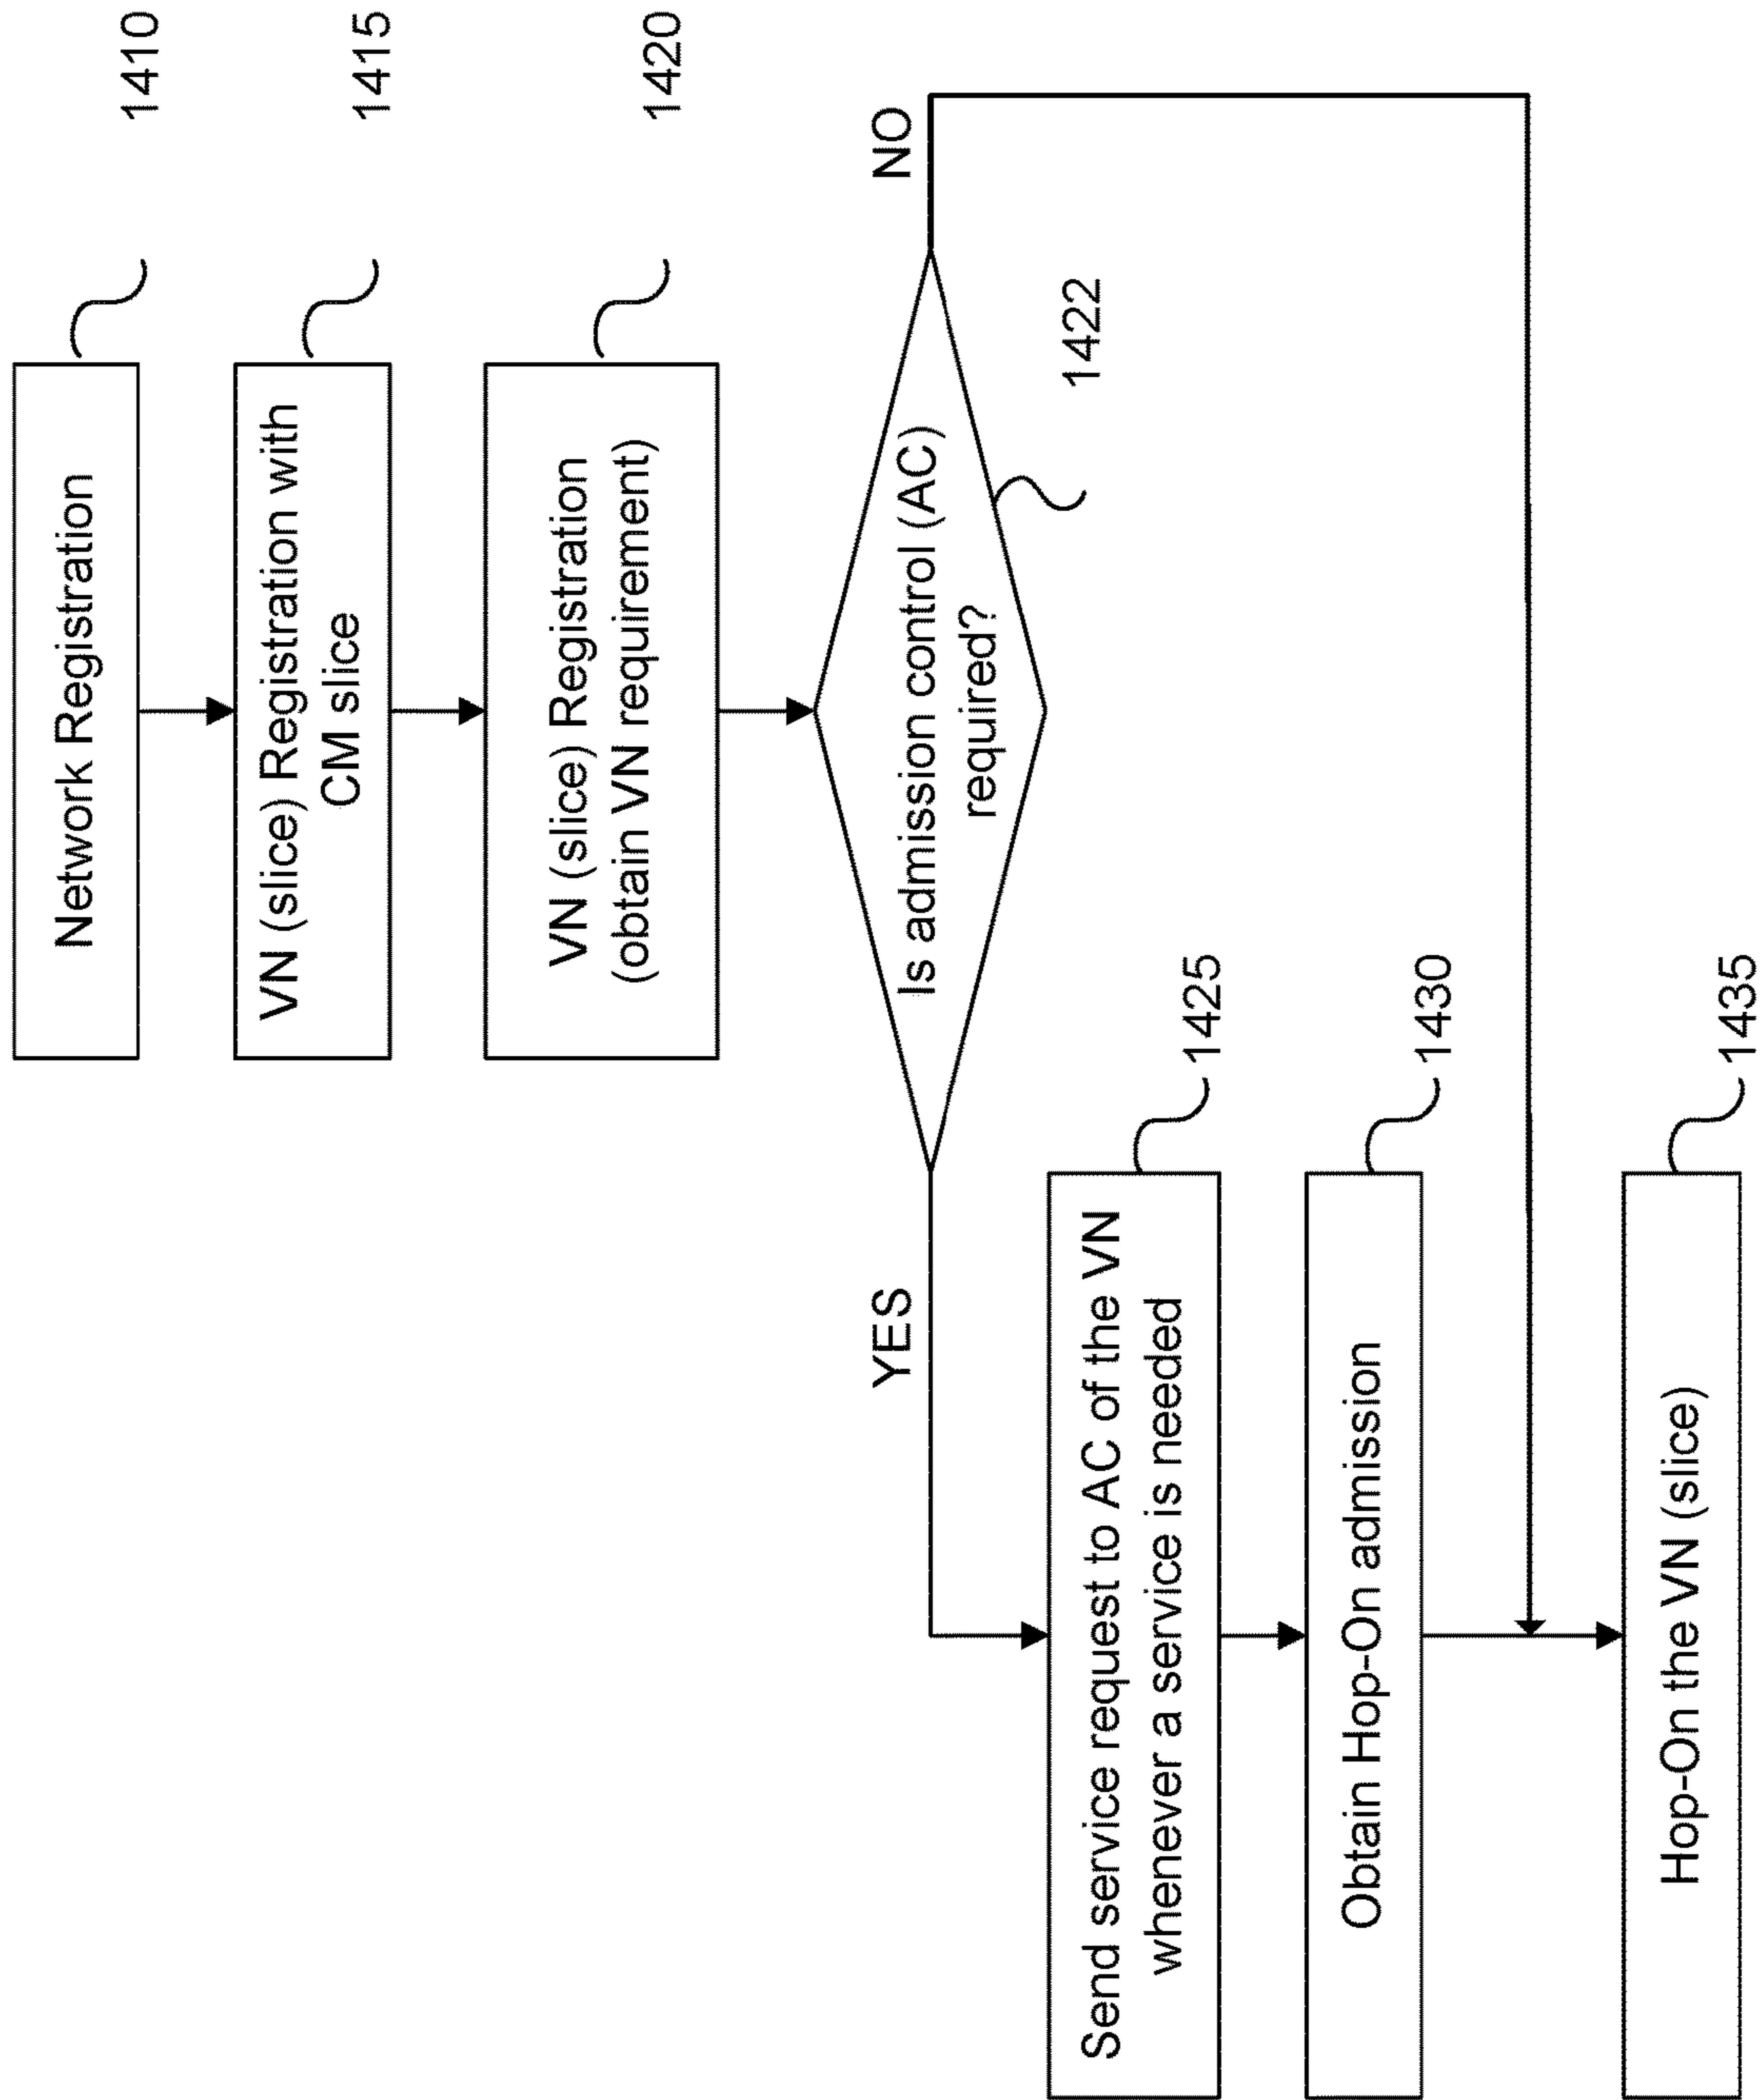 Network Registration
1410
VN (slice) Registration with
CM slice
1415
VN (slice) Registration
(obtain VN requirement)
1420
Is admission control (AC)
required?
1422
YES
NO
Send service request to AC of the VN
whenever a service is needed
1425
Obtain Hop-On admission
1430
Hop-On the VN (slice)
1435